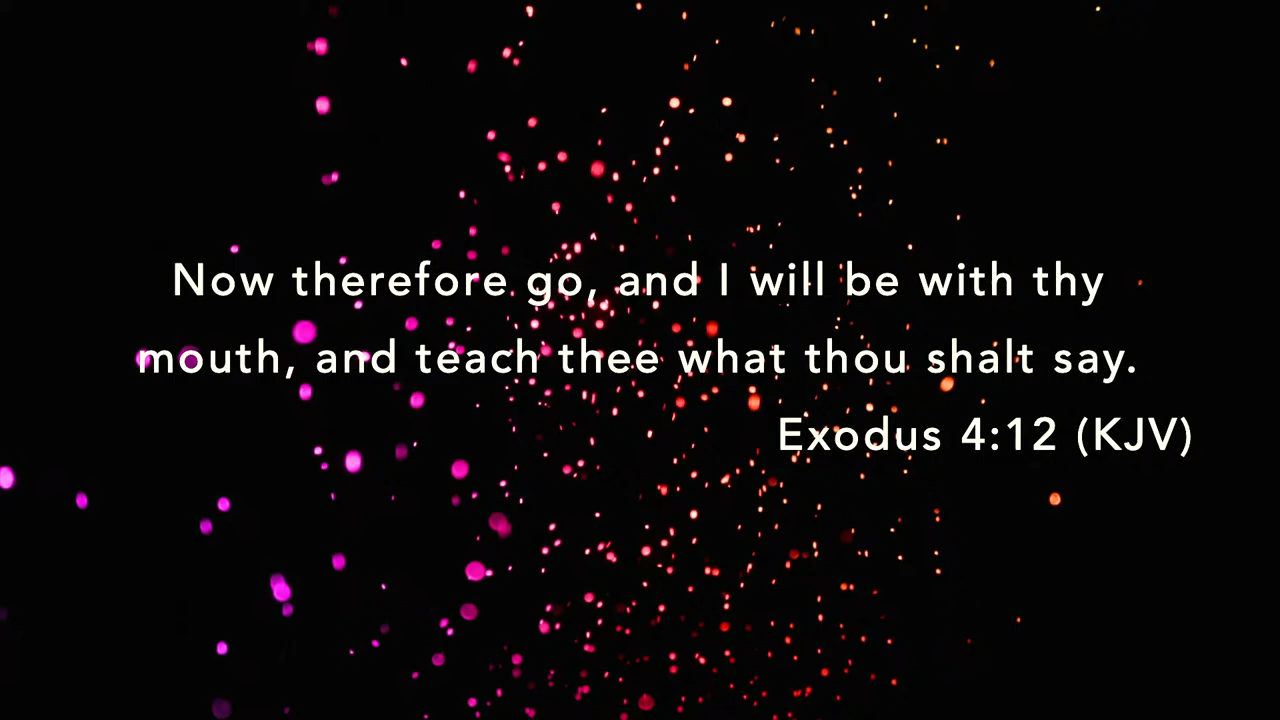 Now therefore go, and I will be with thy
mouth, and teach thee what thou shalt say.
Exodus 4:12 (KJV)